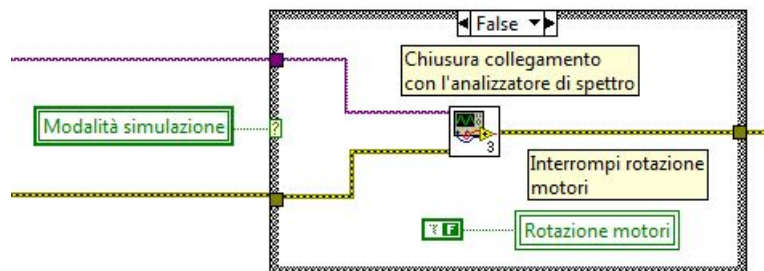 False
Chiusura collegamento
con l'analizzatore di spettro
Modalità simulazione
?
3
Interrompi rotazione
motori
F
Rotazione motori